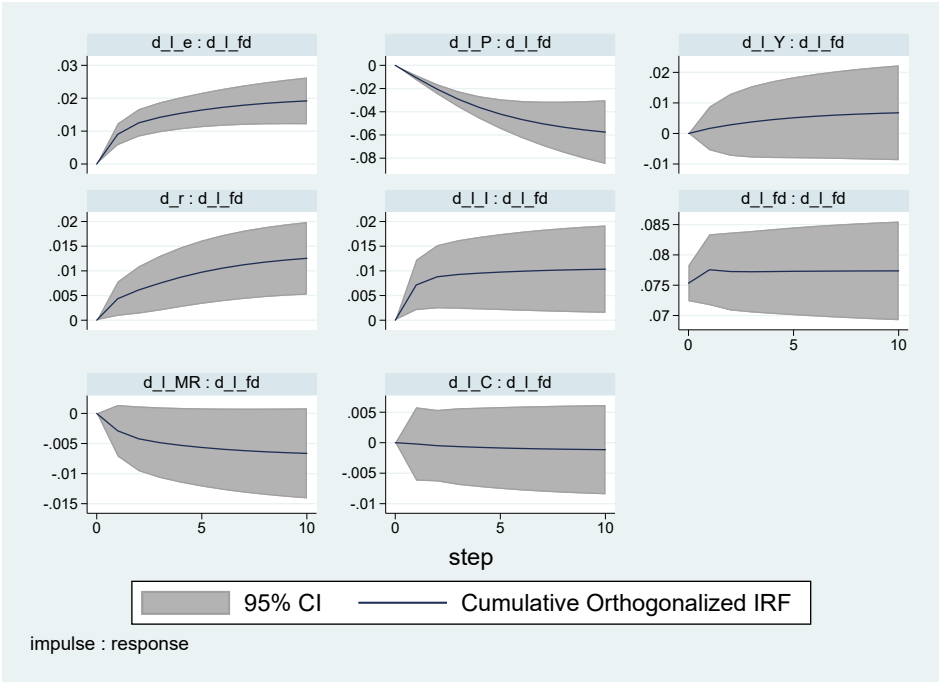 d_l_e : d_l_fd
d_l_P : d_l_fd
d_l_Y : d_l_fd
.03
.02
.01
0
0
-.02
-.04
-.06
-.08
.02
.01
0
-.01
d_r : d_l_fd
d_l_I : d_l_fd
d_l_fd : d_l_fd
.02
.015
.01
.005
0
.02
.015
.01
.005
0
.085
.08
.075
.07
0 5 10
d_l_MR : d_l_fd
d_l_C : d_l_fd
0
-.005
-.01
-.015
0 5 10
.005
0
-.005
-.01
0 5 10
step
95% CI Cumulative Orthogonalized IRF
impulse : response